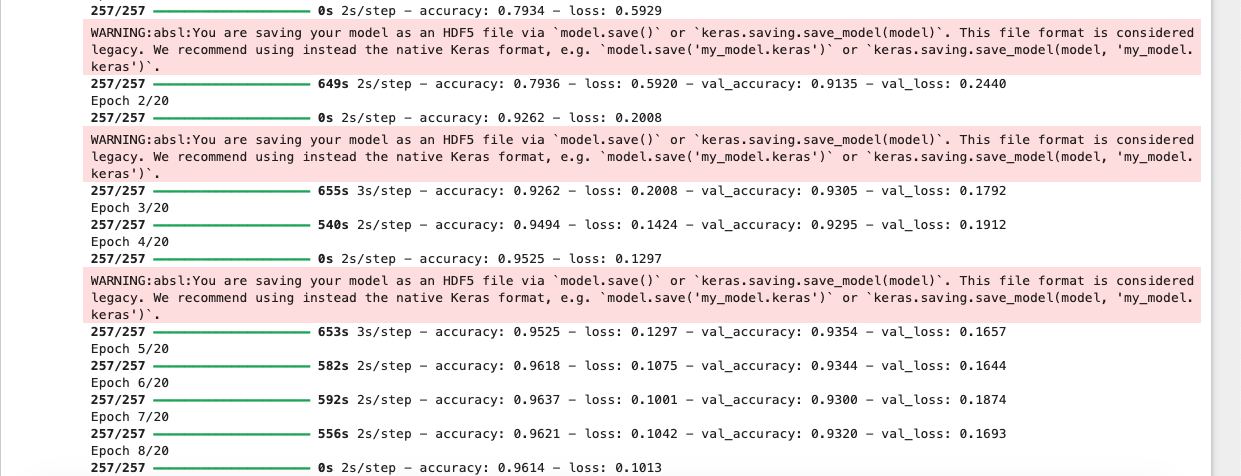 257/257 ━━━━━━━━━━━━━━━━━━━━ 0s 2s/step – accuracy: 0.7934 – loss: 0.5929
WARNING:absl:You are saving your model as an HDF5 file via `model.save()` or `keras.saving.save_model(model)`. This file format is considered
legacy. We recommend using instead the native Keras format, e.g. `model.save('my_model.keras')` or `keras.saving.save_model(model, 'my_model.
keras')`.
257/257 ━━━━━━━━━━━━━━━━━━━━ 649s 2s/step – accuracy: 0.7936 – loss: 0.5920 – val_accuracy: 0.9135 – val_loss: 0.2440
Epoch 2/20
257/257 ━━━━━━━━━━━━━━━━━━━━ 0s 2s/step – accuracy: 0.9262 – loss: 0.2008
WARNING:absl:You are saving your model as an HDF5 file via `model.save()` or `keras.saving.save_model(model)`. This file format is considered
legacy. We recommend using instead the native Keras format, e.g. `model.save('my_model.keras')` or `keras.saving.save_model(model, 'my_model.
keras')`.
257/257 ━━━━━━━━━━━━━━━━━━━━ 655s 3s/step – accuracy: 0.9262 – loss: 0.2008 – val_accuracy: 0.9305 – val_loss: 0.1792
Epoch 3/20
257/257 ━━━━━━━━━━━━━━━━━━━━ 540s 2s/step – accuracy: 0.9494 – loss: 0.1424 – val_accuracy: 0.9295 – val_loss: 0.1912
Epoch 4/20
257/257 ━━━━━━━━━━━━━━━━━━━━ 0s 2s/step – accuracy: 0.9525 – loss: 0.1297
WARNING:absl:You are saving your model as an HDF5 file via `model.save()` or `keras.saving.save_model(model)`. This file format is considered
legacy. We recommend using instead the native Keras format, e.g. `model.save('my_model.keras')` or `keras.saving.save_model(model, 'my_model.
keras')`.
257/257 ━━━━━━━━━━━━━━━━━━━━ 653s 3s/step – accuracy: 0.9525 – loss: 0.1297 – val_accuracy: 0.9354 – val_loss: 0.1657
Epoch 5/20
257/257 ━━━━━━━━━━━━━━━━━━━━ 582s 2s/step – accuracy: 0.9618 – loss: 0.1075 – val_accuracy: 0.9344 – val_loss: 0.1644
Epoch 6/20
257/257 ━━━━━━━━━━━━━━━━━━━━ 592s 2s/step – accuracy: 0.9637 – loss: 0.1001 – val_accuracy: 0.9300 – val_loss: 0.1874
Epoch 7/20
257/257 ━━━━━━━━━━━━━━━━━━━━ 556s 2s/step – accuracy: 0.9621 – loss: 0.1042 – val_accuracy: 0.9320 – val_loss: 0.1693
Epoch 8/20
257/257 ━━━━━━━━━━━━━━━━━━━━ 0s 2s/step – accuracy: 0.9614 – loss: 0.1013